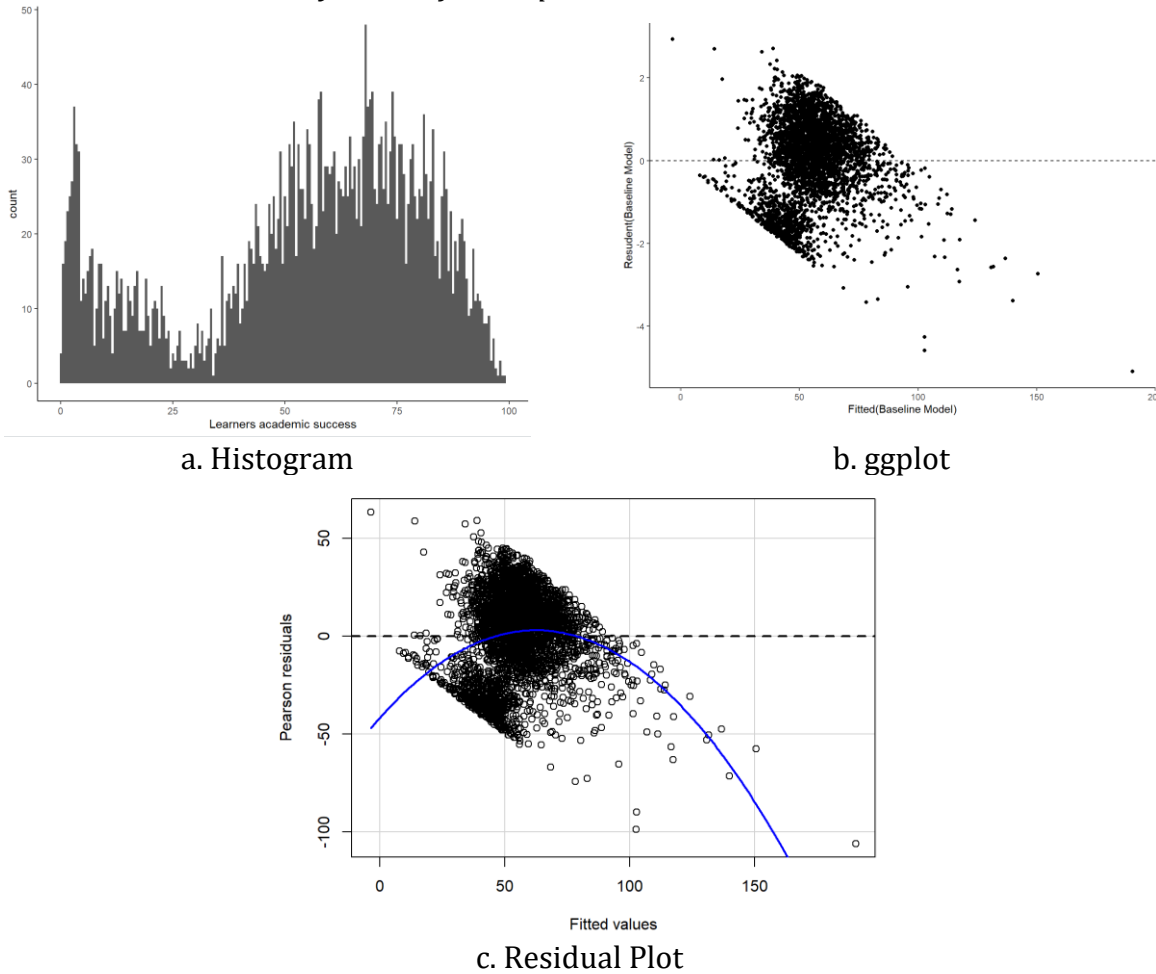 50
40
30
20
10
0
count
0 25 50 75 100
Learners academic success
a. Histogram
2
0
-2
-4
Resudent(Baseline Model)
0 50 100 150 20
Fitted(Baseline Model)
b. ggplot
50
0
-50
-100
Pearson residuals
0 50 100 150
Fitted values
c. Residual Plot